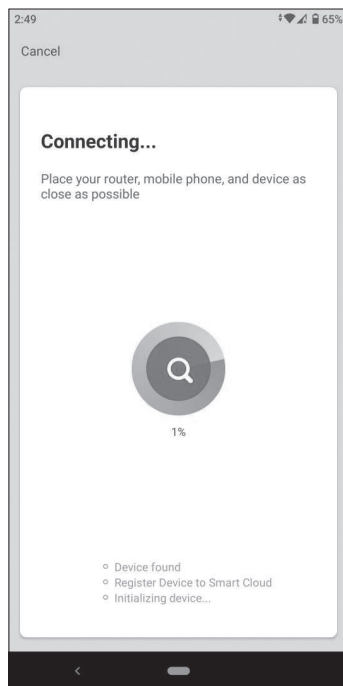 2:49
65%
Cancel
Connecting...
Place your router, mobile phone, and device as
close as possible
1%
Device found
Register Device to Smart Cloud
Initializing device...